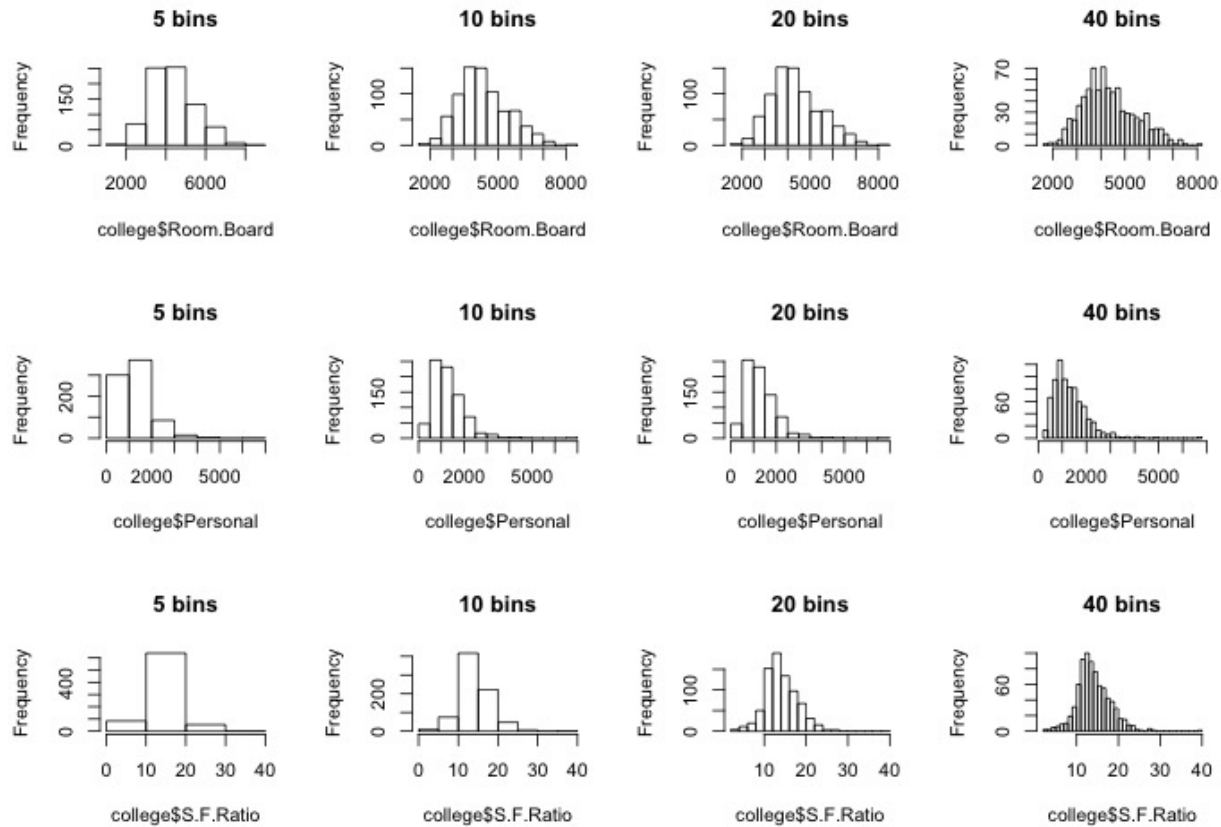 5 bins
10 bins
20 bins
40 bins
Frequency
0 150
2000 6000
college$Room.Board
Frequency
0 100
2000 5000 8000
college$Room.Board
Frequency
0 100
2000 5000 8000
college$Room.Board
Frequency
0 30 70
2000 5000 8000
college$Room.Board
5 bins
10 bins
20 bins
40 bins
Frequency
0 200
0 2000 5000
college$Personal
Frequency
0 150
0 2000 5000
college$Personal
Frequency
0 150
0 2000 5000
college$Personal
Frequency
0 60
0 2000 5000
college$Personal
5 bins
10 bins
20 bins
40 bins
Frequency
0 400
0 10 20 30 40
college$S.F.Ratio
Frequency
0 200
0 10 20 30 40
college$S.F.Ratio
Frequency
0 100
10 20 30 40
college$S.F.Ratio
Frequency
0 60
10 20 30 40
college$S.F.Ratio